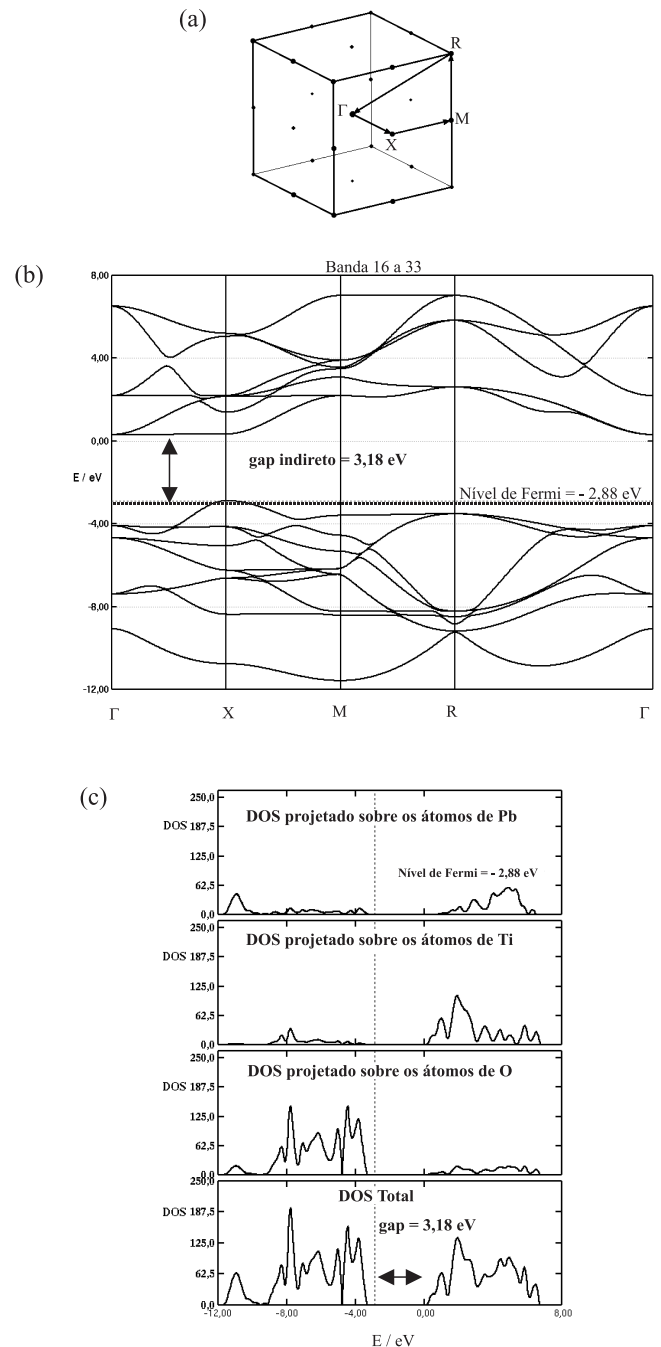 (a)
R
Γ
M
X
(b)
Banda 16 a 33
8,00
4,00
0,00
gap indireto = 3,18 eV
E / eV
Nível de Fermi = - 2,88 eV
-4,00
-8,00
-12,00
Γ X M R Γ
(c)
250,0
DOS projetado sobre os átomos de Pb
DOS 187,5
125,0
Nível de Fermi = - 2,88 eV
62,5
0,0
250,0
DOS projetado sobre os átomos de Ti
DOS 187,5
125,0
62,5
0,0
250,0
DOS projetado sobre os átomos de O
DOS 187,5
125,0
62,5
0,0
250,0
DOS Total
DOS 187,5
gap = 3,18 eV
125,0
62,5
0,0
-12,00 -8,00 -4,00 0,00 4,00 8,00
E / eV